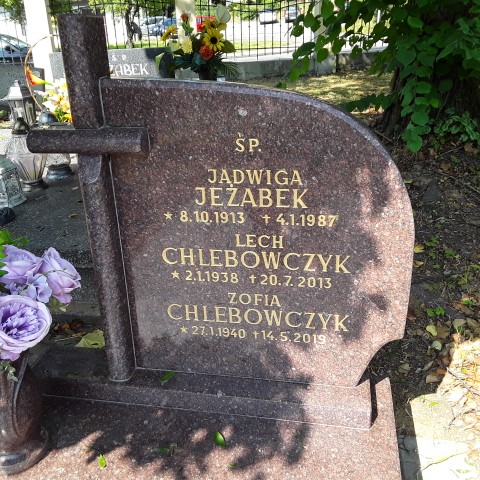 ŻABEK
ŚP.
JADWIGA
JEŻABEK
★ 8.10.1913 ✝ 4.1.1987
LECH
CHLEBOWCZYK
★ 2.1.1938 ✝ 20.7.2013
ZOFIA
CHLEBOWCZYK
★ 27.1.1940 ✝ 14.5.2019